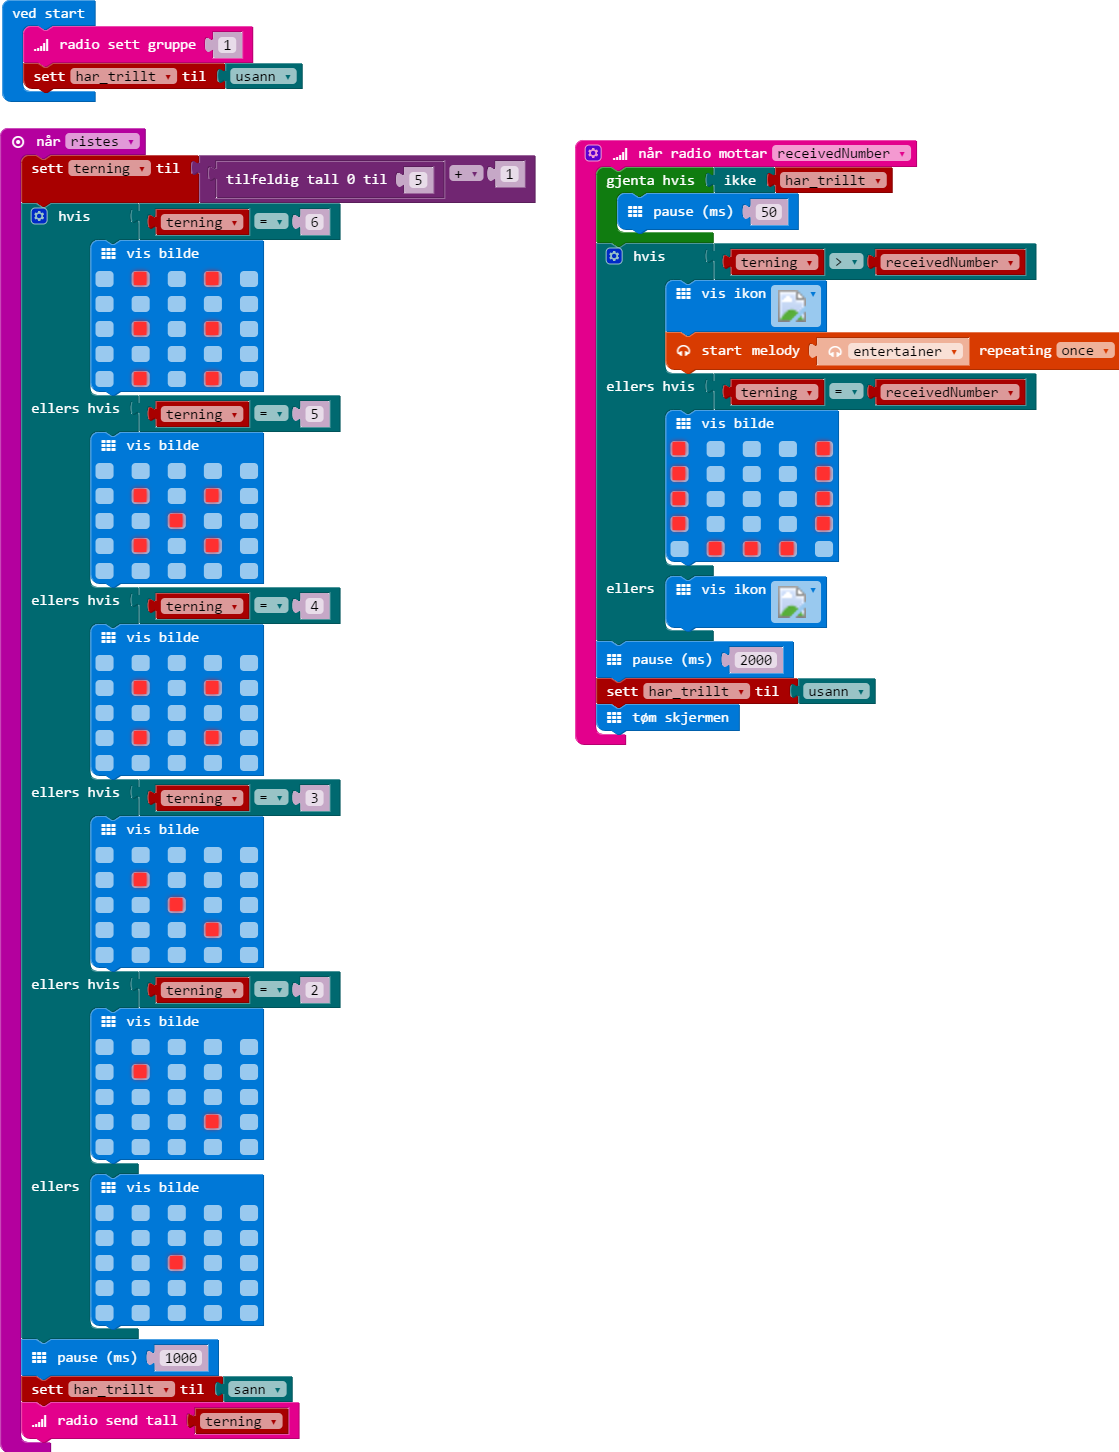 ved start
radio sett gruppe 1
sett har_trillt til usann
når ristes
sett terning til tilfeldig tall 0 til 5 + 1
hvis terning = 6
vis bilde
ellers hvis terning = 5
vis bilde
ellers hvis terning = 4
vis bilde
ellers hvis terning = 3
vis bilde
ellers hvis terning = 2
vis bilde
ellers vis bilde
pause (ms) 1000
sett har_trillt til sann
radio send tall terning
når radio mottar receivedNumber
gjenta hvis ikke har_trillt
pause (ms) 50
hvis terning > receivedNumber
vis ikon
start melody entertainer repeating once
ellers hvis terning = receivedNumber
vis bilde
ellers vis ikon
pause (ms) 2000
sett har_trillt til usann
tøm skjermen